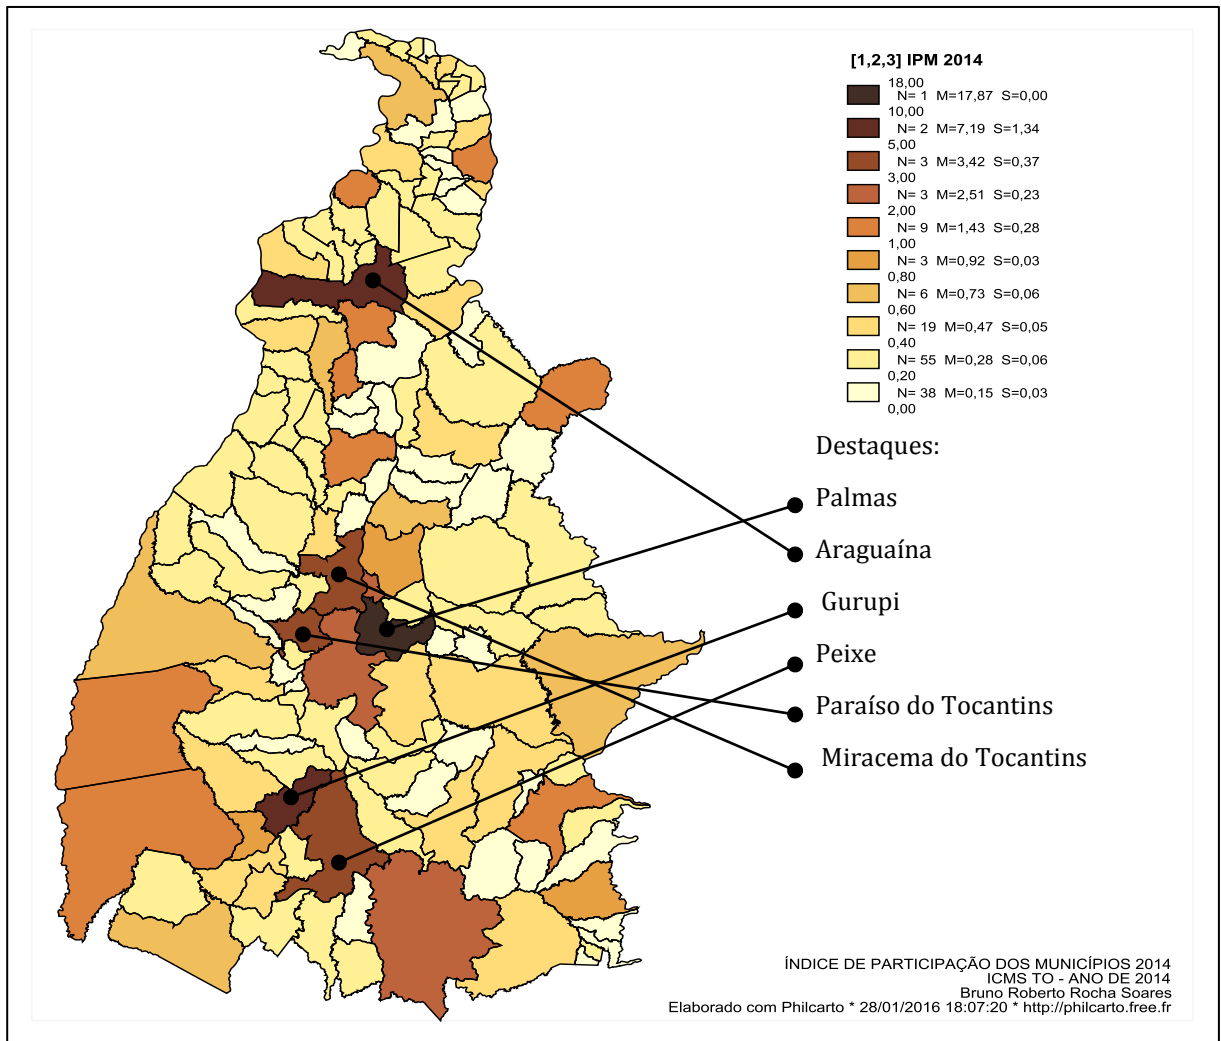 [1,2,3] IPM 2014
18,00
N= 1 M=17,87 S=0,00
10,00
N= 2 M=7,19 S=1,34
5,00
N= 3 M=3,42 S=0,37
3,00
N= 3 M=2,51 S=0,23
2,00
N= 9 M=1,43 S=0,28
1,00
N= 3 M=0,92 S=0,03
0,80
N= 6 M=0,73 S=0,06
0,60
N= 19 M=0,47 S=0,05
0,40
N= 55 M=0,28 S=0,06
0,20
N= 38 M=0,15 S=0,03
0,00
Destaques:
Palmas
Araguaína
Gurupi
Peixe
Paraíso do Tocantins
Miracema do Tocantins
ÍNDICE DE PARTICIPAÇÃO DOS MUNICÍPIOS 2014
ICMS TO - ANO DE 2014
Bruno Roberto Rocha Soares
Elaborado com Philcarto * 28/01/2016 18:07:20 * http://philcarto.free.fr